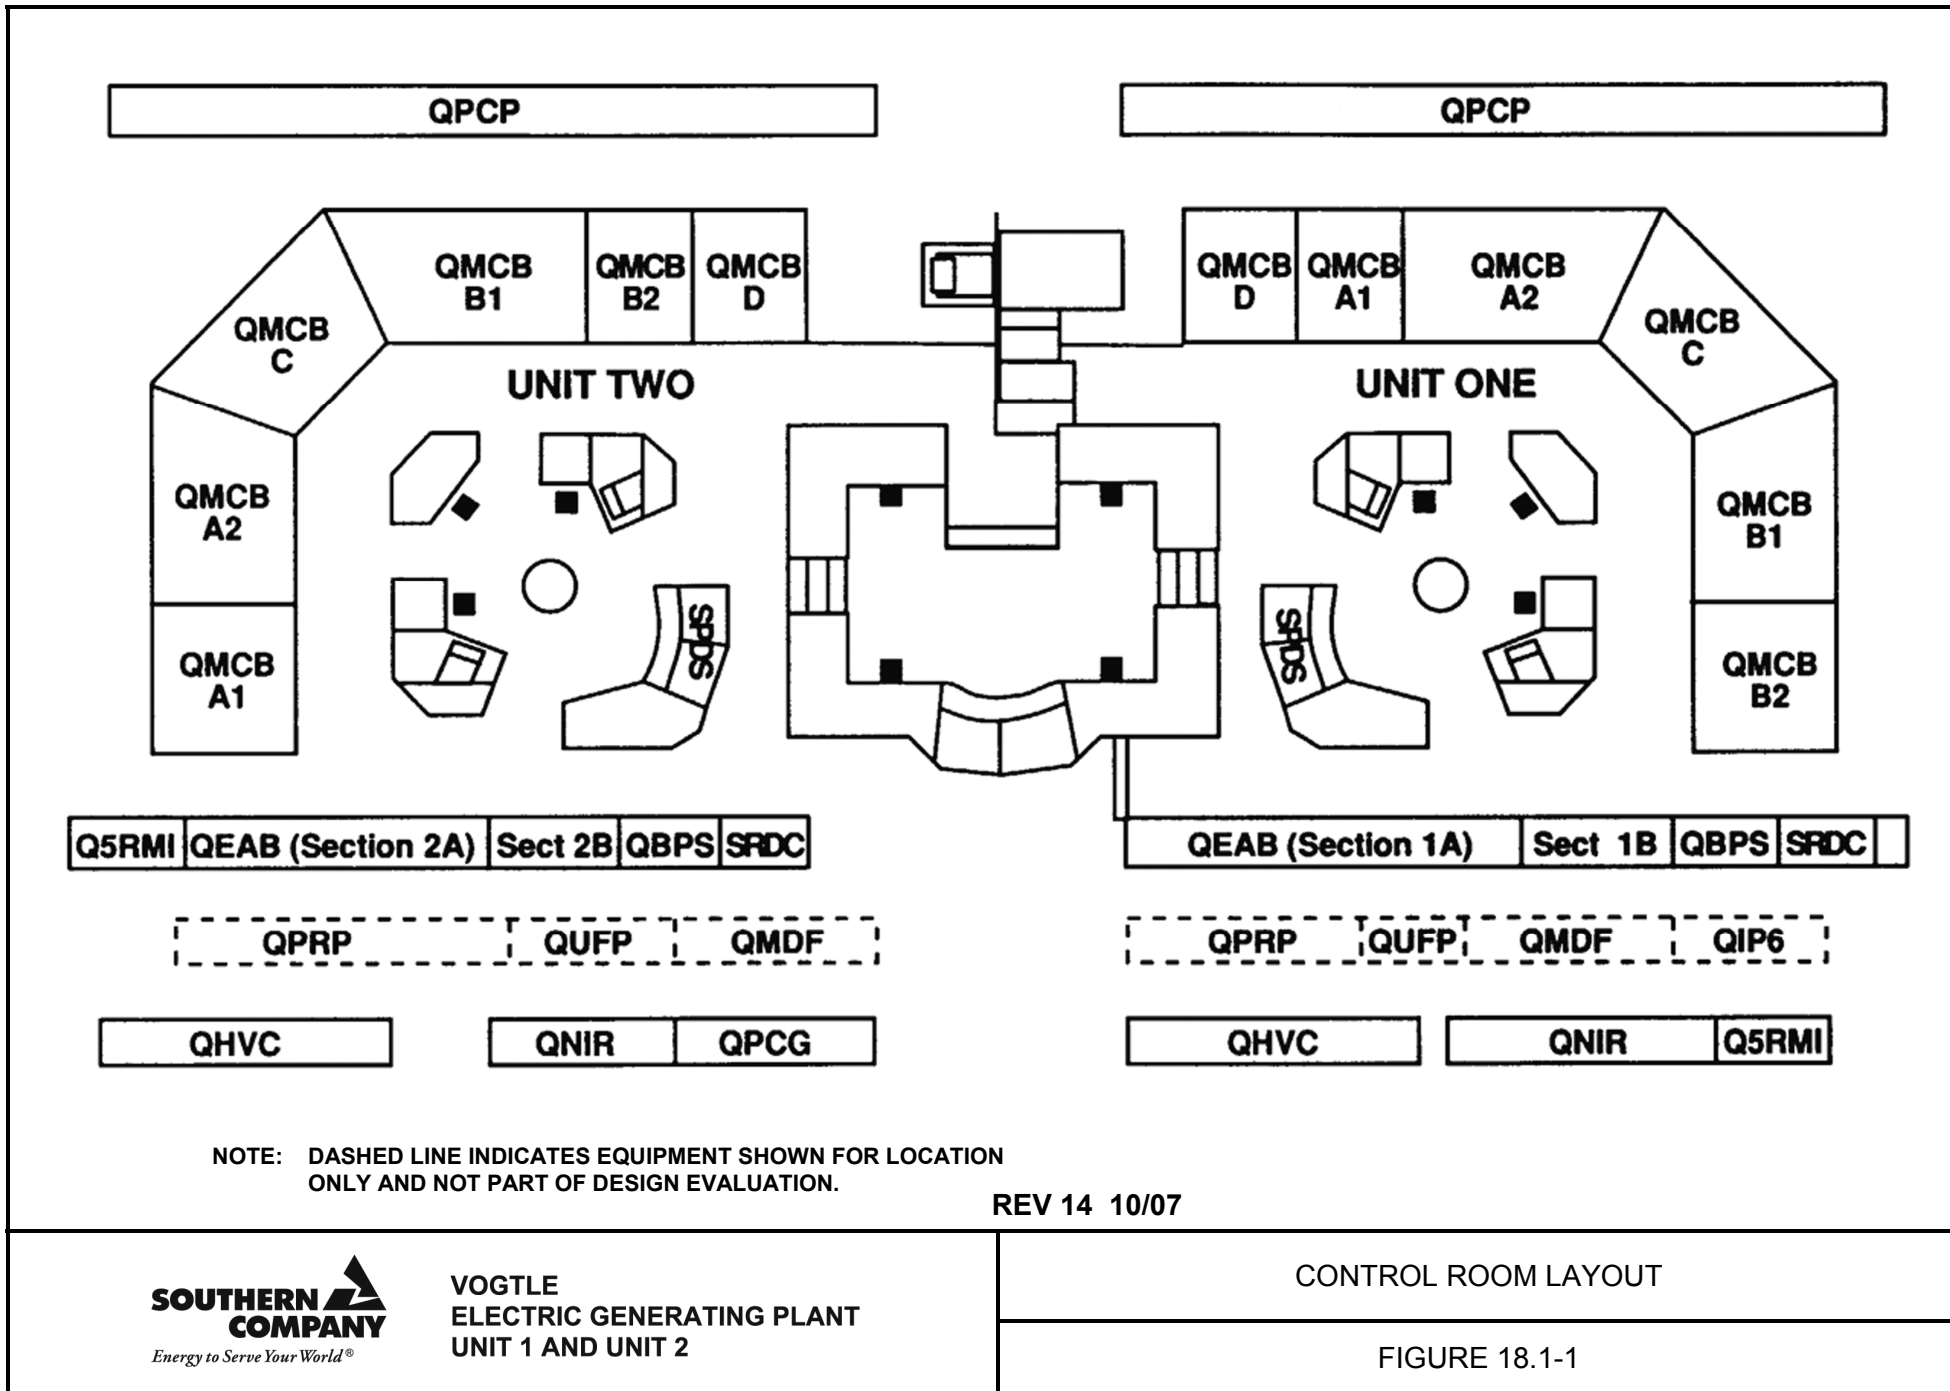 QPCP
QPCP
QMCB
B1
QMCB
B2
QMCB
D
QMCB
D
QMCB
A1
QMCB
A2
QMCB
C
QMCB
C
UNIT TWO
UNIT ONE
QMCB
A2
QMCB
B1
SPDS
SPDS
QMCB
A1
QMCB
B2
Q5RMI QEAB (Section 2A) Sect 2B QBPS SRDC
QEAB (Section 1A) Sect 1B QBPS SRDC
QPRP QUFP QMDF
QPRP QUFP QMDF QIP6
QHVC QNIR QPCG
QHVC QNIR Q5RMI
NOTE: DASHED LINE INDICATES EQUIPMENT SHOWN FOR LOCATION
ONLY AND NOT PART OF DESIGN EVALUATION.
REV 14 10/07
SOUTHERN
COMPANY
Energy to Serve Your World®
VOGTLE
ELECTRIC GENERATING PLANT
UNIT 1 AND UNIT 2
CONTROL ROOM LAYOUT
FIGURE 18.1-1